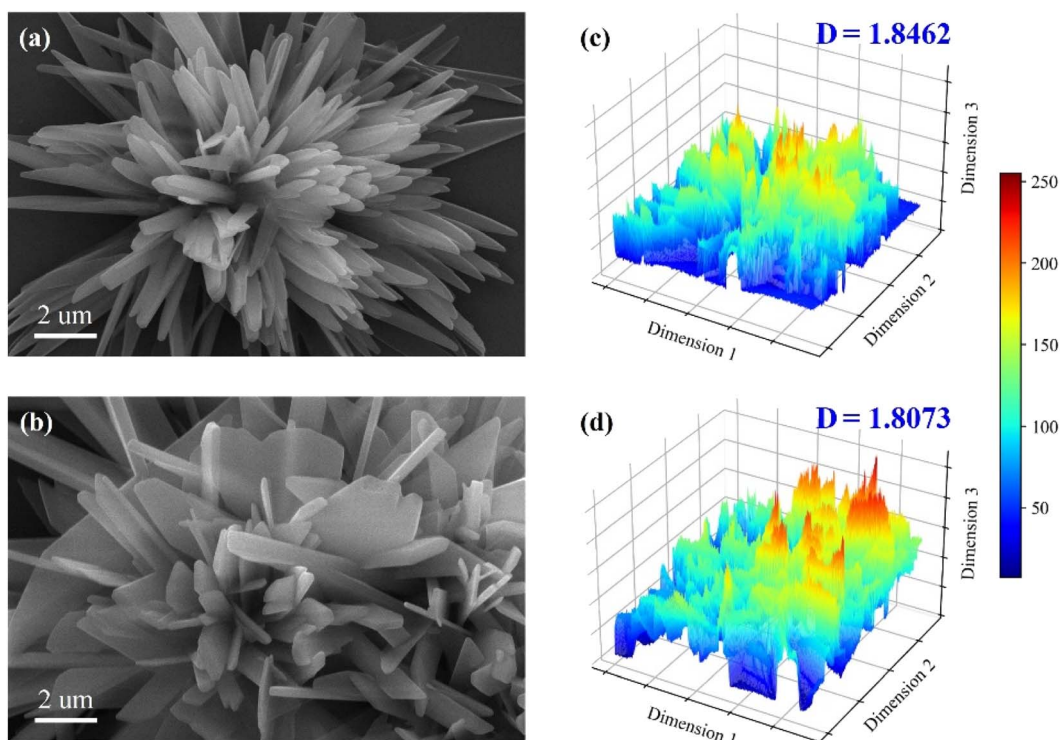 (a)
2 um
(c)
D = 1.8462
Dimension 3
Dimension 2
Dimension 1
250
200
150
100
50
(b)
2 um
(d)
D = 1.8073
Dimension 3
Dimension 2
Dimension 1